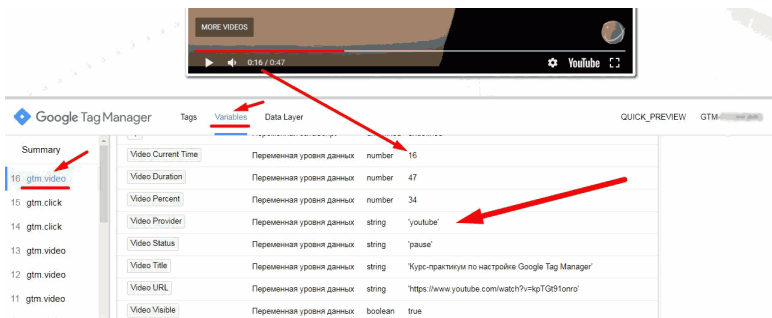 MORE VIDEOS
0:16 / 0:47
YouTube
Google Tag Manager
Tags Variables Data Layer
QUICK_PREVIEW GTM-
Summary
Video Current Time Переменная уровня данных number 16
16 gtm.video Video Duration Переменная уровня данных number 47
15 gtm.click Video Percent Переменная уровня данных number 34
14 gtm.click Video Provider Переменная уровня данных string 'youtube'
13 gtm.video Video Status Переменная уровня данных string 'pause'
12 gtm.video Video Title Переменная уровня данных string 'Курс-практикум по настройке Google Tag Manager'
Video URL Переменная уровня данных string 'https://www.youtube.com/watch?v=kpTGt91onro'
11 gtm.video Video Visible Переменная уровня данных boolean true